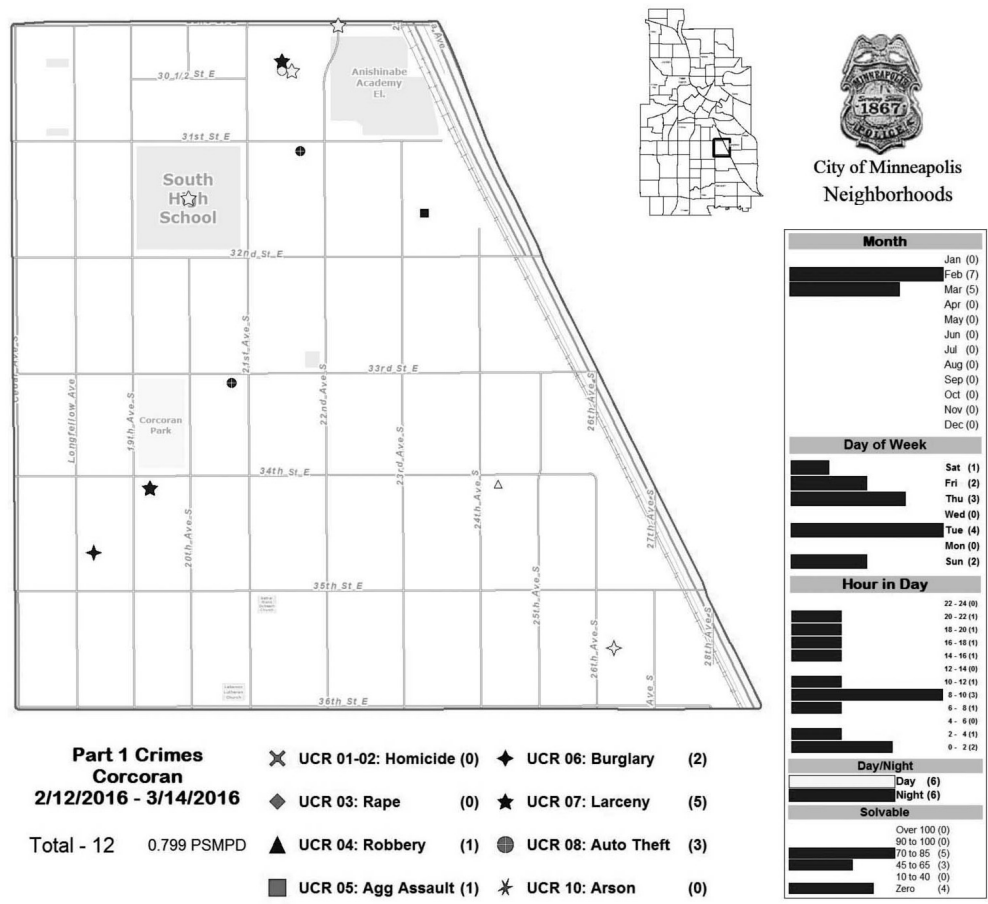 30 1/2 St E
Anishinabe
Academy
El.
31st St E
South
High
School
32nd St E
21st Ave S
33rd St E
Longfellow Ave
19th Ave S
22nd Ave S
26th Ave S
Corcoran
Park
23rd Ave S
34th St E
24th Ave S
20th Ave S
27th Ave S
35th St E
25th Ave S
26th Ave S
28th Ave S
36th St E
Ave S
MINNEAPOLIS
1867
POLICE
City of Minneapolis
Neighborhoods
Month
Jan (0)
Feb (7)
Mar (5)
Apr (0)
May (0)
Jun (0)
Jul (0)
Aug (0)
Sep (0)
Oct (0)
Nov (0)
Dec (0)
Day of Week
Sat (1)
Fri (2)
Thu (3)
Wed (0)
Tue (4)
Mon (0)
Sun (2)
Hour in Day
22 - 24 (0)
20 - 22 (1)
18 - 20 (1)
16 - 18 (1)
14 - 16 (1)
12 - 14 (0)
10 - 12 (1)
8 - 10 (3)
6 - 8 (1)
4 - 6 (0)
2 - 4 (1)
0 - 2 (2)
Day/Night
Day (6)
Night (6)
Solvable
Over 100 (0)
90 to 100 (0)
70 to 85 (5)
45 to 65 (3)
10 to 40 (0)
Zero (4)
Part 1 Crimes
Corcoran
2/12/2016 - 3/14/2016
Total - 12 0.799 PSMPD
UCR 01-02: Homicide (0)
UCR 03: Rape (0)
UCR 04: Robbery (1)
UCR 05: Agg Assault (1)
UCR 06: Burglary (2)
UCR 07: Larceny (5)
UCR 08: Auto Theft (3)
UCR 10: Arson (0)